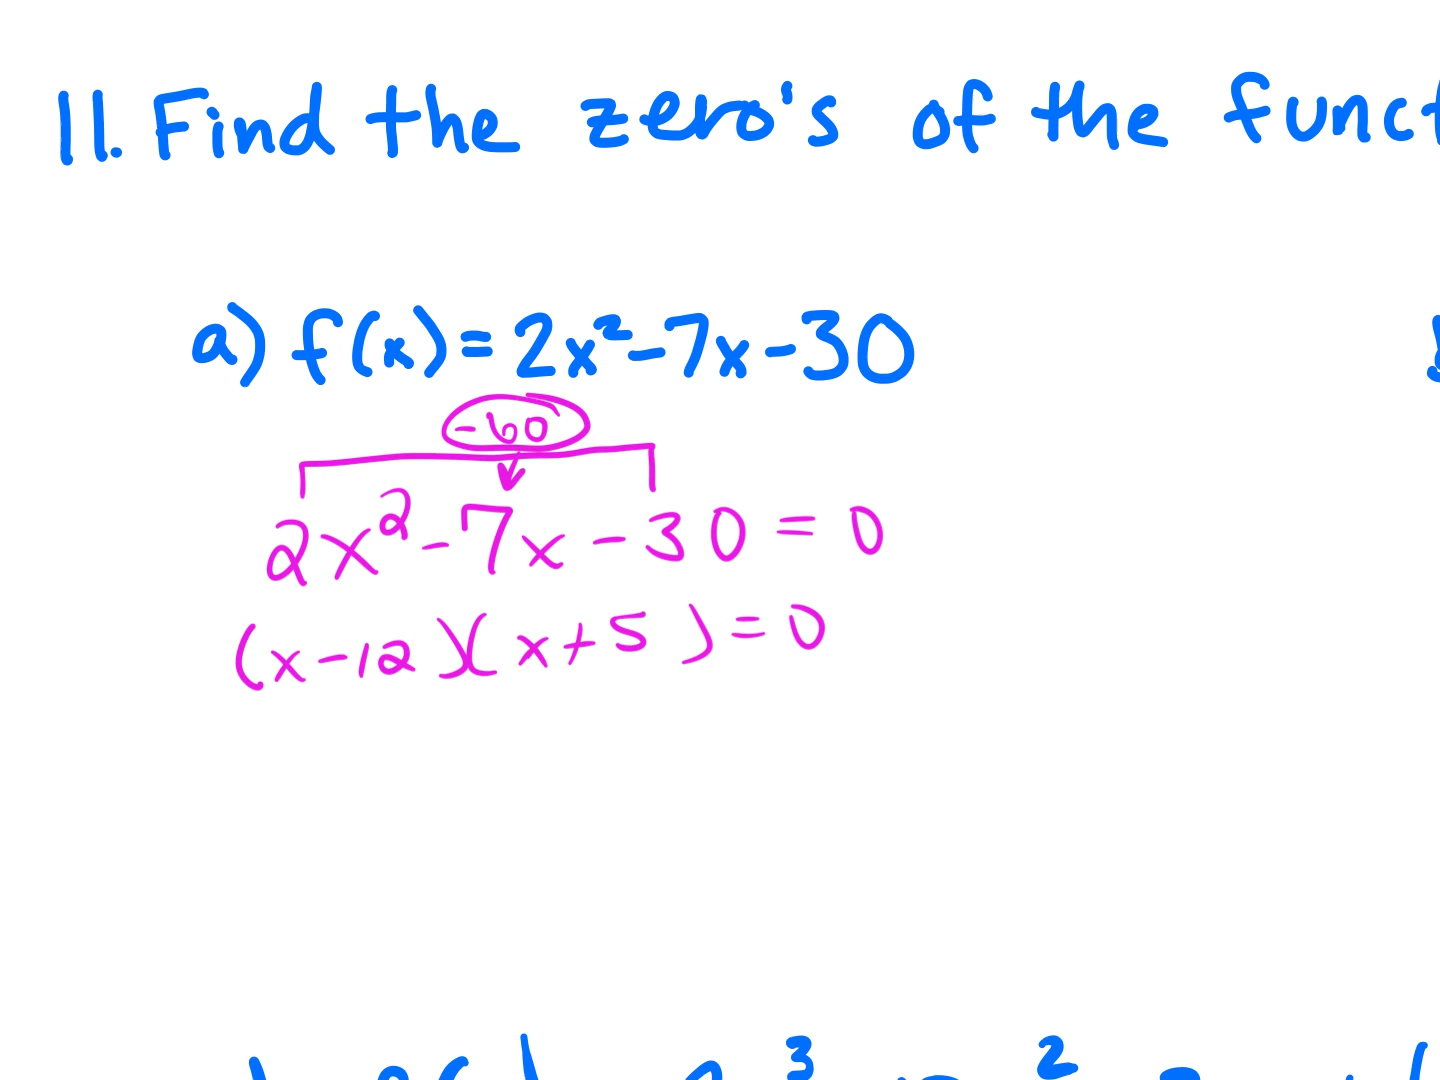 11. Find the zero's of the funct
a) f(x) = 2x²-7x-30
-60
2x²-7x-30=0
(x-12)(x+5)=0